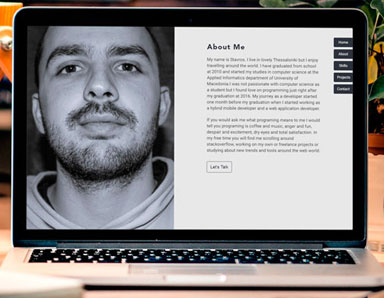 About Me
My name is Stavros. I live in lovely Thessaloniki but I enjoy
travelling around the world. I have graduated from school
at 2010 and started my studies in computer science at the
Applied Informatics department of University of
Macedonia. I was not passionate with computer science as
a student but I found love on programming just right after
my graduation at 2016. My journey as a developer started
one month before my graduation when I started working as
a hybrid mobile developer and a web application developer.
If you would ask me what programing means to me I would
tell you programing is coffee and music, anger and fun,
despair and excitement, dry eyes and total satisfaction. In
my free time you will find me scrolling around
stackoverflow, working on my own or freelance projects or
studying about new trends and tools around the web world.
Let's Talk
Home
About
Skills
Projects
Contact